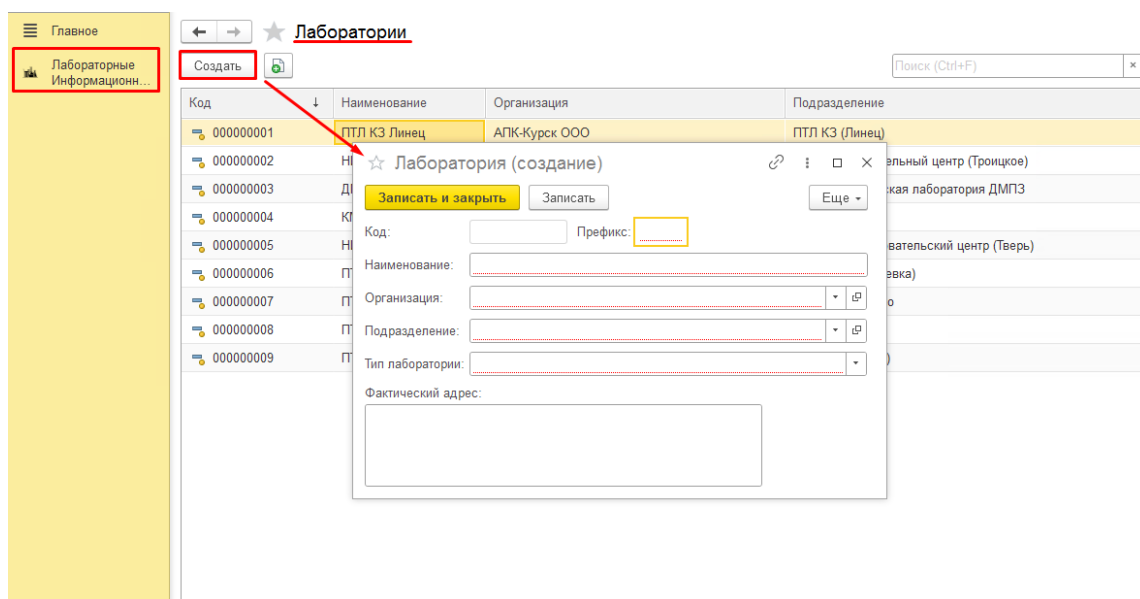 Главное
Лабораторные
Информационн...
Лаборатории
Создать
Поиск (Ctrl+F)
Код Наименование Организация Подразделение
000000001 ПТЛ КЗ Линец АПК-Курск ООО ПТЛ КЗ (Линец)
000000002 ельный центр (Троицкое)
000000003 кая лаборатория ДМПЗ
000000004
000000005 вательский центр (Тверь)
000000006 евка)
000000007
000000008
000000009
Лаборатория (создание)
Записать и закрыть Записать Еще
Код: Префикс:
Наименование:
Организация:
Подразделение:
Тип лаборатории:
Фактический адрес: